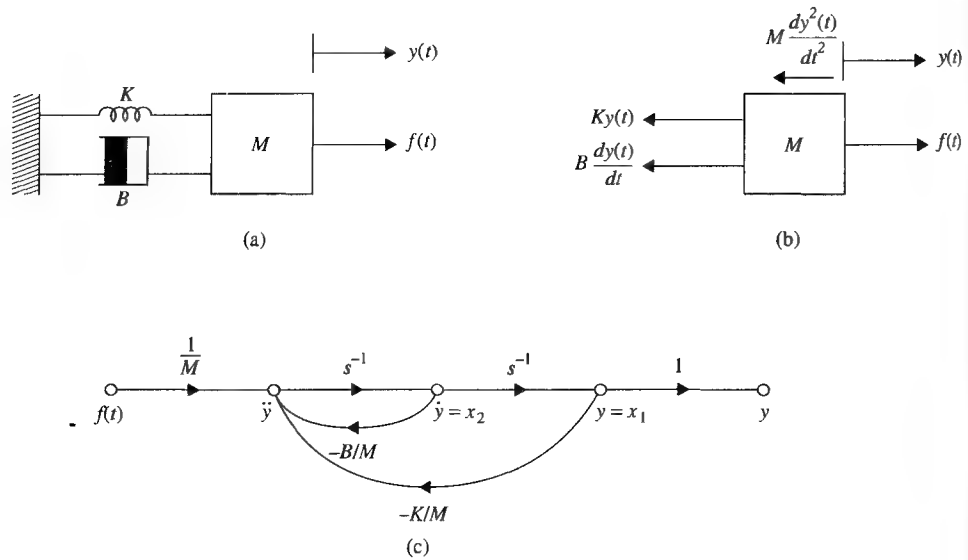 y(t)
K
M
f(t)
B
(a)
M dy²(t)/dt²
y(t)
Ky(t)
B dy(t)/dt
M
f(t)
(b)
1/M
s⁻¹
s⁻¹
1
f(t)
ÿ
ẏ = x₂
y = x₁
y
–B/M
–K/M
(c)